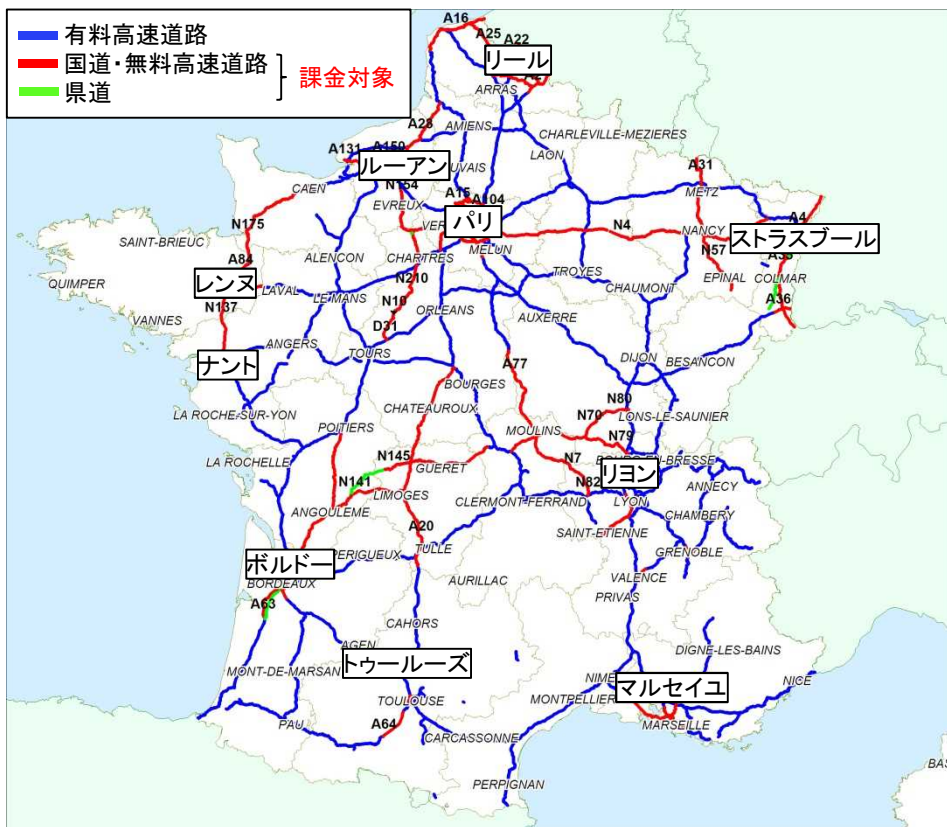 有料高速道路
国道・無料高速道路
課金対象
県道
A16
A25
A22
リール
ARRAS
A28
AMIENS
CHARLEVILLE-MEZIERES
A131
A150
ルーアン
LAON
A31
N154
CAEN
EVREUX
A15
A104
METZ
N175
パリ
N4
NANCY
A4
ストラスブール
SAINT-BRIEUC
ALENCON
CHARTRES
MELUN
N57
A35
A84
QUIMPER
レンヌ
LAVAL
LE MANS
N210
TROYES
CHAUMONT
EPINAL
COLMAR
N137
N10
ORLEANS
A36
VANNES
D31
AUXERRE
ナント
ANGERS
TOURS
A77
DIJON
BESANCON
BOURGES
LA ROCHE-SUR-YON
CHATEAUROUX
N80
N70
LONS-LE-SAUNIER
POITIERS
MOULINS
N79
LA ROCHELLE
N145
GUERET
N7
BOURG-EN-BRESSE
リヨン
N141
LIMOGES
CLERMONT-FERRAND
N82
LYON
ANNECY
ANGOULEME
A20
SAINT-ETIENNE
CHAMBERY
ボルドー
PERIGUEUX
TULLE
GRENOBLE
BORDEAUX
AURILLAC
VALENCE
A63
PRIVAS
CAHORS
AGEN
DIGNE-LES-BAINS
MONT-DE-MARSAN
トゥールーズ
NICE
マルセイユ
TOULOUSE
MONTPELLIER
PAU
A64
MARSEILLE
CARCASSONNE
PERPIGNAN